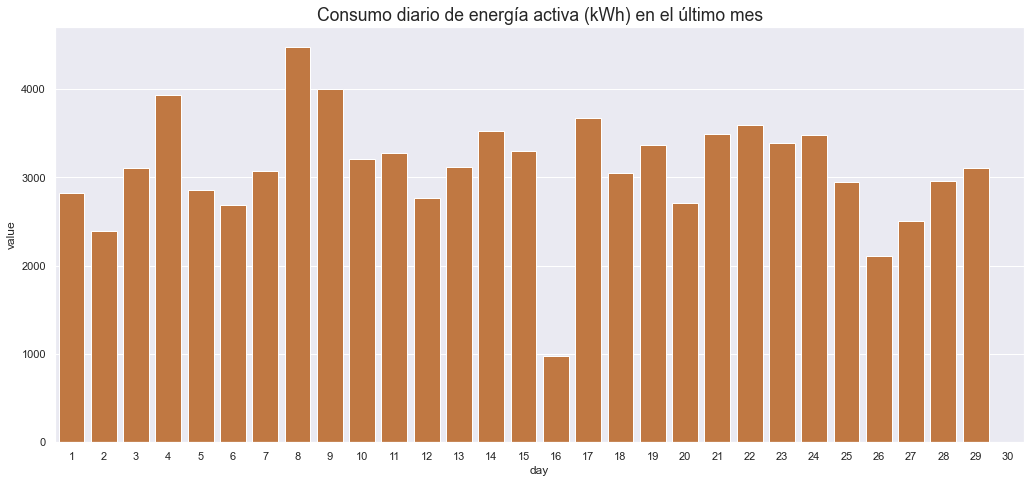 Consumo diario de energía activa (kWh) en el último mes
value
4000
3000
2000
1000
0
1 2 3 4 5 6 7 8 9 10 11 12 13 14 15 16 17 18 19 20 21 22 23 24 25 26 27 28 29 30
day